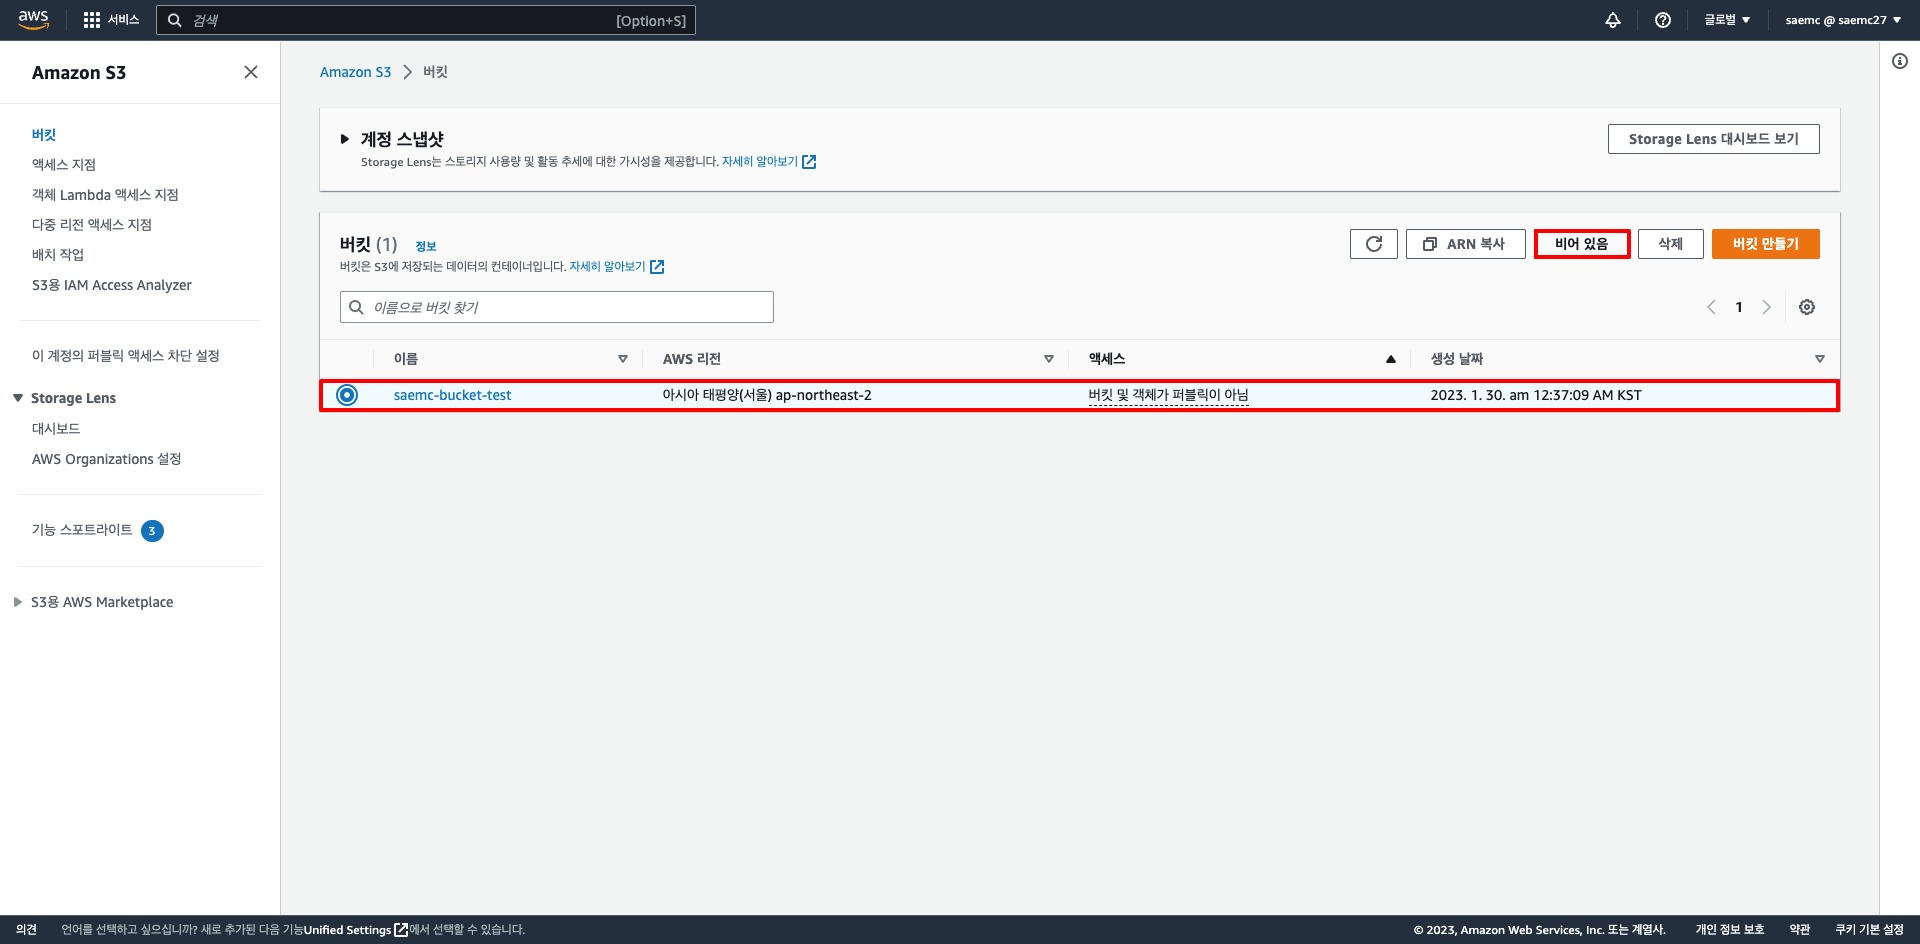 aws
서비스
검색
[Option+S]
글로벌
saemc @ saemc27
Amazon S3
버킷
액세스 지점
객체 Lambda 액세스 지점
다중 리전 액세스 지점
배치 작업
S3용 IAM Access Analyzer
이 계정의 퍼블릭 액세스 차단 설정
Storage Lens
대시보드
AWS Organizations 설정
기능 스포트라이트 3
S3용 AWS Marketplace
Amazon S3 버킷
계정 스냅샷
Storage Lens는 스토리지 사용량 및 활동 추세에 대한 가시성을 제공합니다. 자세히 알아보기
Storage Lens 대시보드 보기
버킷 (1) 정보
버킷은 S3에 저장되는 데이터의 컨테이너입니다. 자세히 알아보기
ARN 복사
비어 있음
삭제
버킷 만들기
이름으로 버킷 찾기
1
이름 AWS 리전 액세스 생성 날짜
saemc-bucket-test 아시아 태평양(서울) ap-northeast-2 버킷 및 객체가 퍼블릭이 아님 2023. 1. 30. am 12:37:09 AM KST
의견 언어를 선택하고 싶으십니까? 새로 추가된 다음 기능Unified Settings에서 선택할 수 있습니다.
© 2023, Amazon Web Services, Inc. 또는 계열사. 개인 정보 보호 약관 쿠키 기본 설정